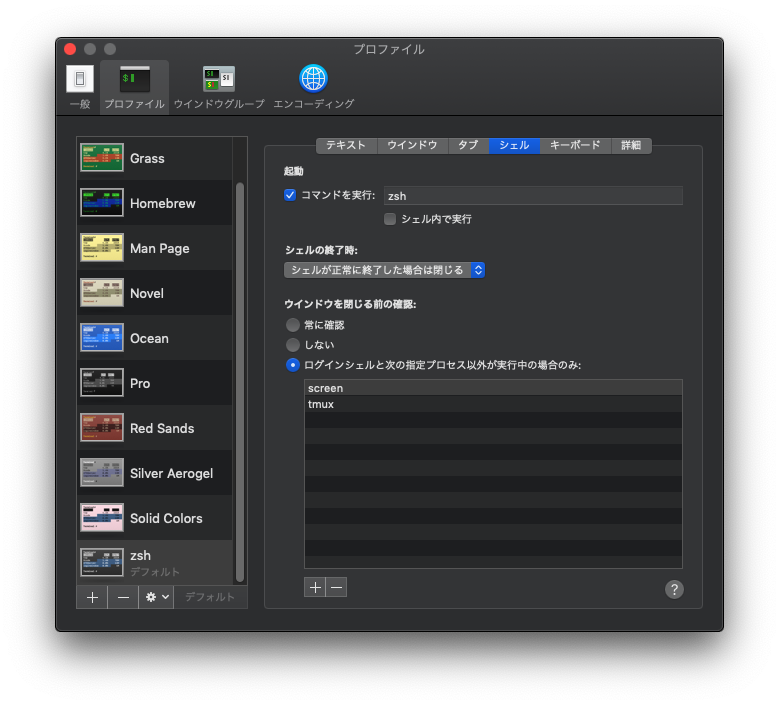 プロファイル
一般
プロファイル
ウインドウグループ
エンコーディング
Grass
Homebrew
Man Page
Novel
Ocean
Pro
Red Sands
Silver Aerogel
Solid Colors
zsh
デフォルト
デフォルト
テキスト
ウインドウ
タブ
シェル
キーボード
詳細
起動
コマンドを実行:
zsh
シェル内で実行
シェルの終了時:
シェルが正常に終了した場合は閉じる
ウインドウを閉じる前の確認:
常に確認
しない
ログインシェルと次の指定プロセス以外が実行中の場合のみ:
screen
tmux
?